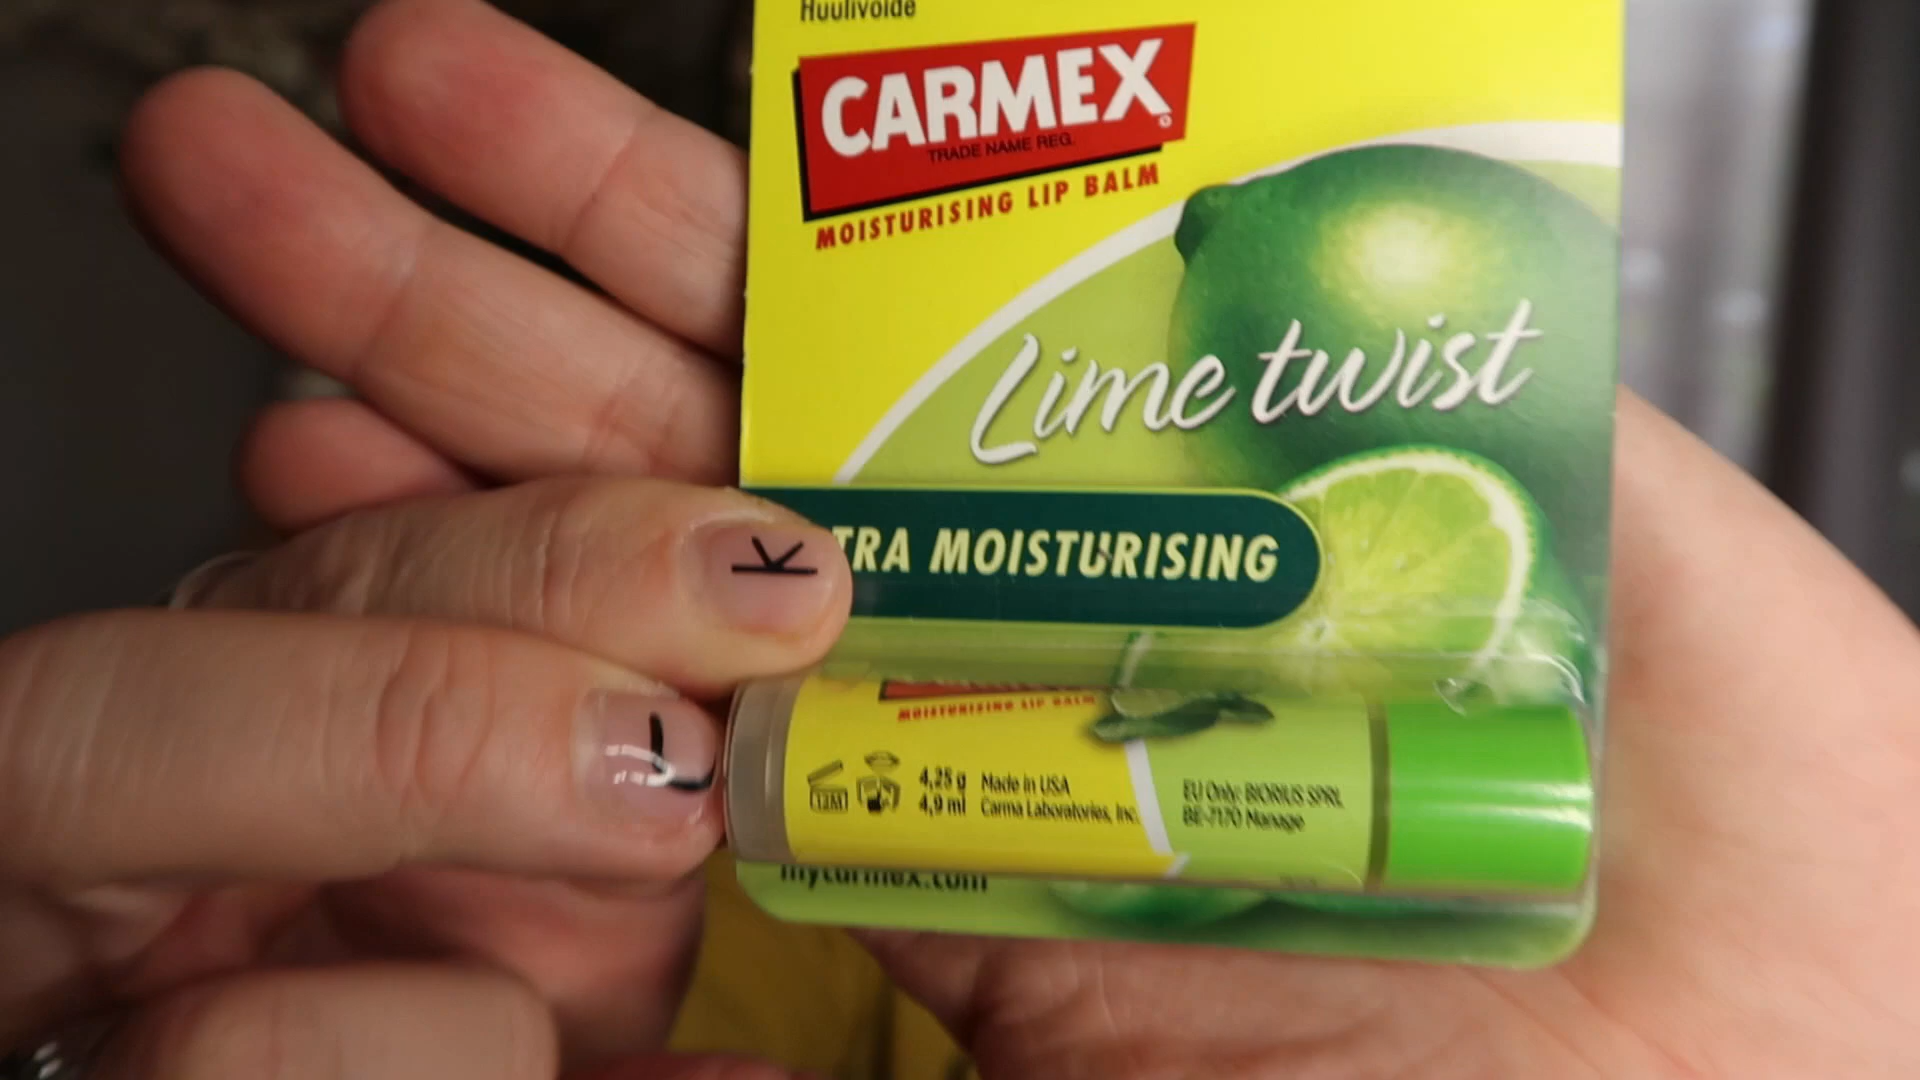 Huulivoide
CARMEX
TRADE NAME REG.
MOISTURISING LIP BALM
Lime twist
TRA MOISTURISING
K
L
MOISTURISING LIP BALM
12M
4,25 g Made in USA
4,9 ml Carma Laboratories, Inc.
EU Only: BIORIUS SPRL
BE-7170 Manage
mycarmex.com